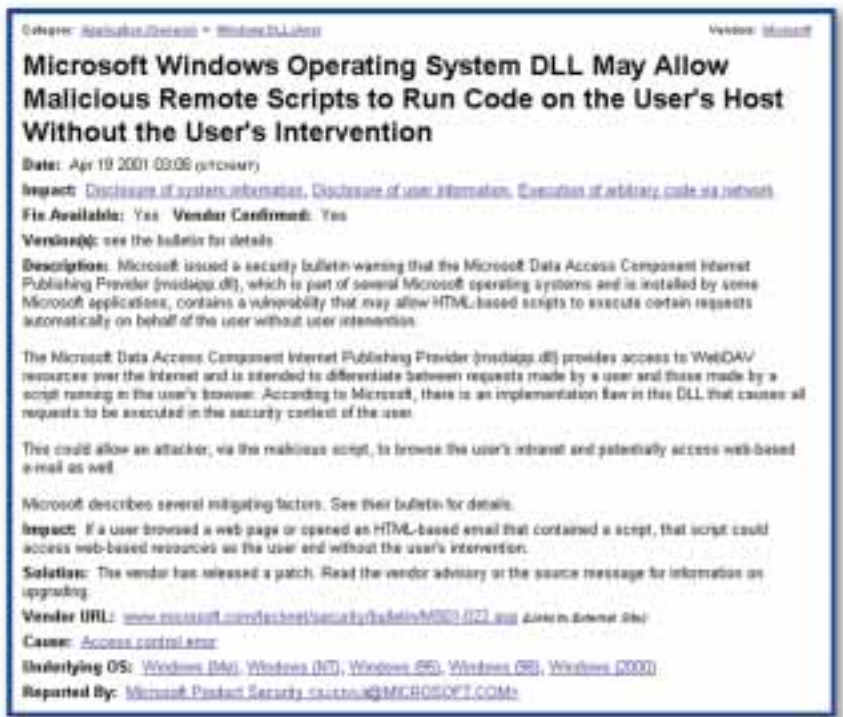 Category: Application (Generic) > Windows DLL (Any) Vendors: Microsoft
Microsoft Windows Operating System DLL May Allow
Malicious Remote Scripts to Run Code on the User's Host
Without the User's Intervention
Date: Apr 19 2001 03:08 (UTC/GMT)
Impact: Disclosure of system information, Disclosure of user information, Execution of arbitrary code via network
Fix Available: Yes Vendor Confirmed: Yes
Version(s): see the bulletin for details
Description: Microsoft issued a security bulletin warning that the Microsoft Data Access Component Internet
Publishing Provider (msdaipp.dll), which is part of several Microsoft operating systems and is installed by some
Microsoft applications, contains a vulnerability that may allow HTML-based scripts to execute certain requests
automatically on behalf of the user without user intervention.
The Microsoft Data Access Component Internet Publishing Provider (msdaipp.dll) provides access to WebDAV
resources over the Internet and is intended to differentiate between requests made by a user and those made by a
script running in the user's browser. According to Microsoft, there is an implementation flaw in this DLL that causes all
requests to be executed in the security context of the user.
This could allow an attacker, via the malicious script, to browse the user's intranet and potentially access web-based
e-mail as well.
Microsoft describes several mitigating factors. See their bulletin for details.
Impact: If a user browsed a web page or opened an HTML-based email that contained a script, that script could
access web-based resources as the user and without the user's intervention.
Solution: The vendor has released a patch. Read the vendor advisory or the source message for information on
upgrading.
Vendor URL: www.microsoft.com/technet/security/bulletin/MS01-022.asp (Links to External Site)
Cause: Access control error
Underlying OS: Windows (Me), Windows (NT), Windows (95), Windows (98), Windows (2000)
Reported By: Microsoft Product Security @MICROSOFT.COM>